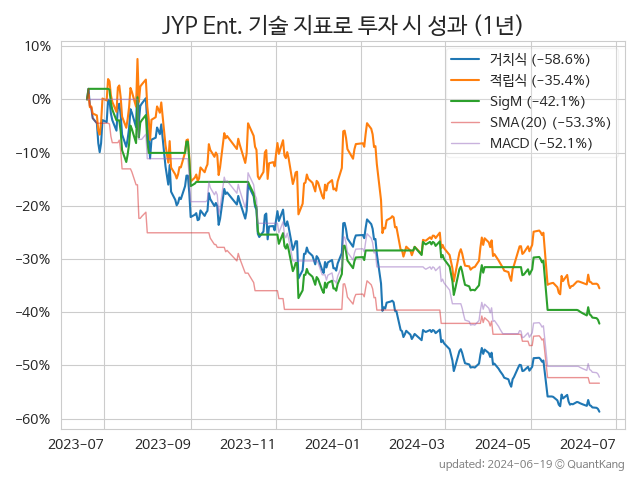 JYP Ent. 기술 지표로 투자 시 성과 (1년)
10%
0%
−10%
−20%
−30%
−40%
−50%
−60%
거치식 (−58.6%)
적립식 (−35.4%)
SigM (−42.1%)
SMA(20) (−53.3%)
MACD (−52.1%)
2023-07 2023-09 2023-11 2024-01 2024-03 2024-05 2024-07
updated: 2024-06-19 © QuantKang